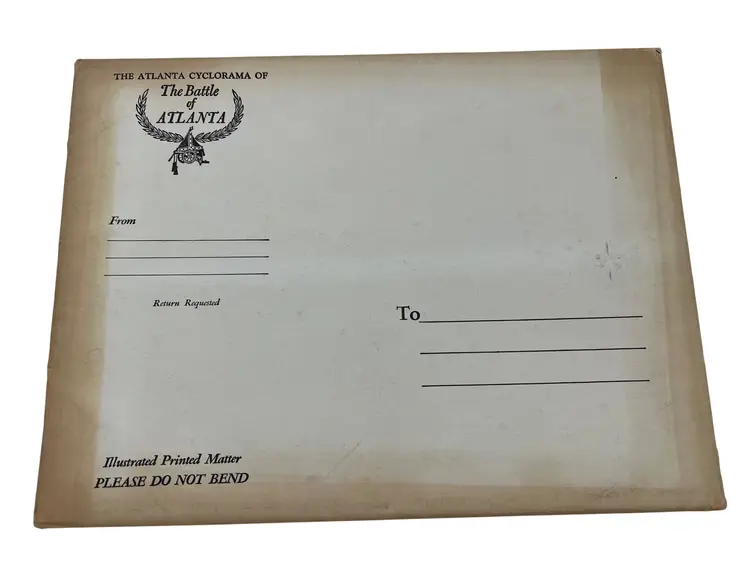 THE ATLANTA CYCLORAMA OF
The Battle
of
ATLANTA
From
Return Requested
To
Illustrated Printed Matter
PLEASE DO NOT BEND